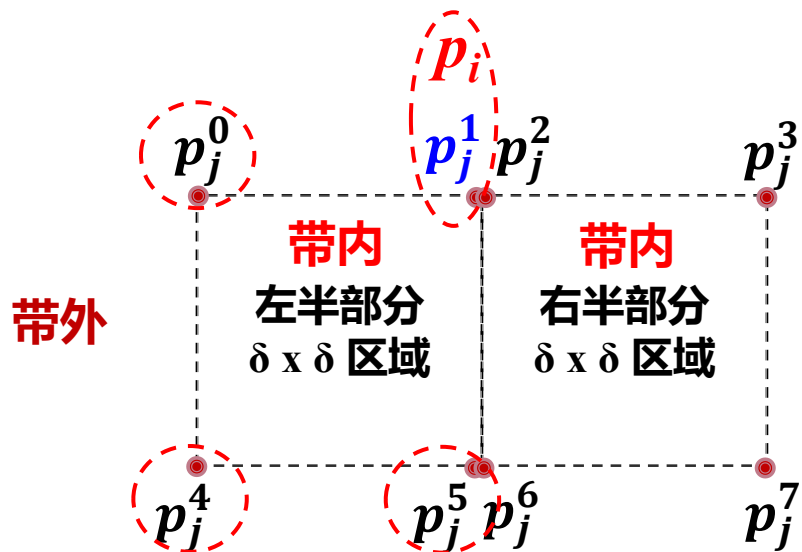 p_i
p_j^0 p_j^1 p_j^2 p_j^3
带内 带内
带外 左半部分 右半部分
δ x δ 区域 δ x δ 区域
p_j^4 p_j^5 p_j^6 p_j^7